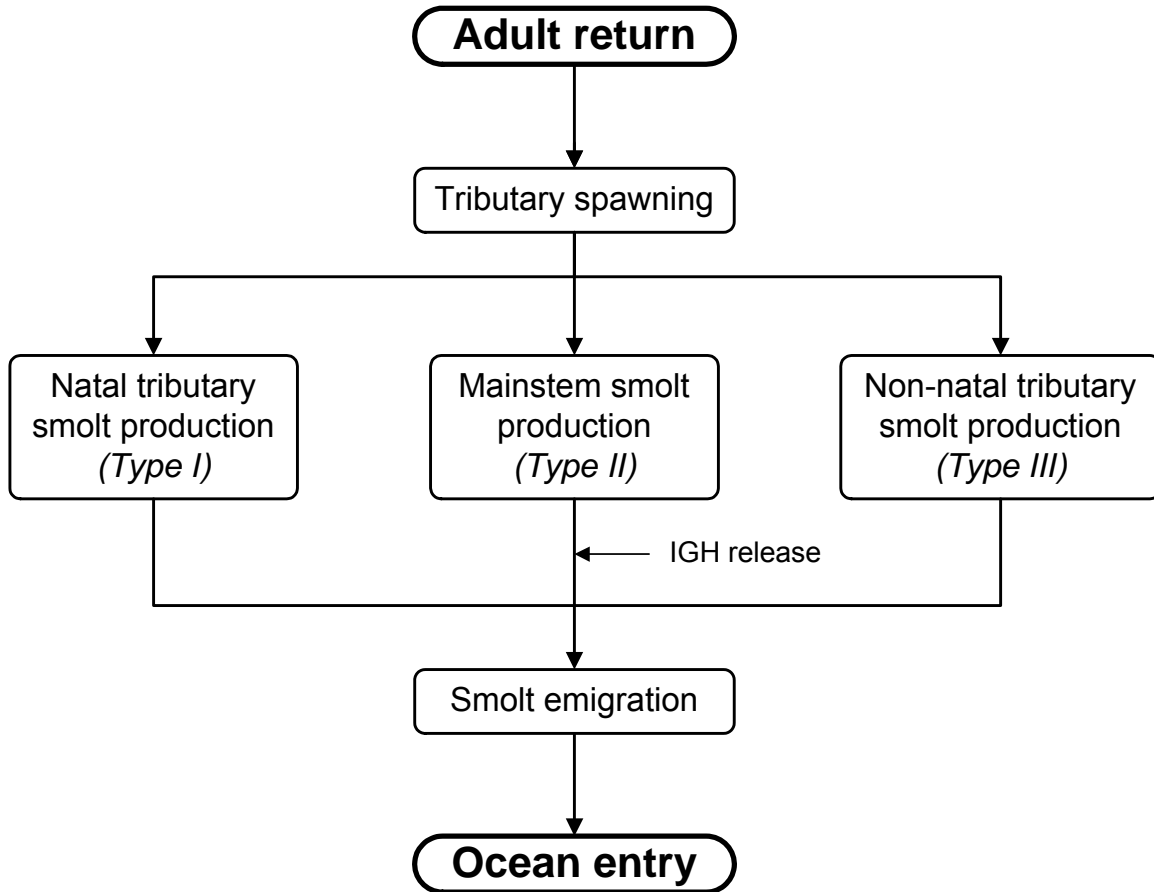 Adult return
Tributary spawning
Natal tributary
smolt production
(Type I)
Mainstem smolt
production
(Type II)
Non-natal tributary
smolt production
(Type III)
IGH release
Smolt emigration
Ocean entry